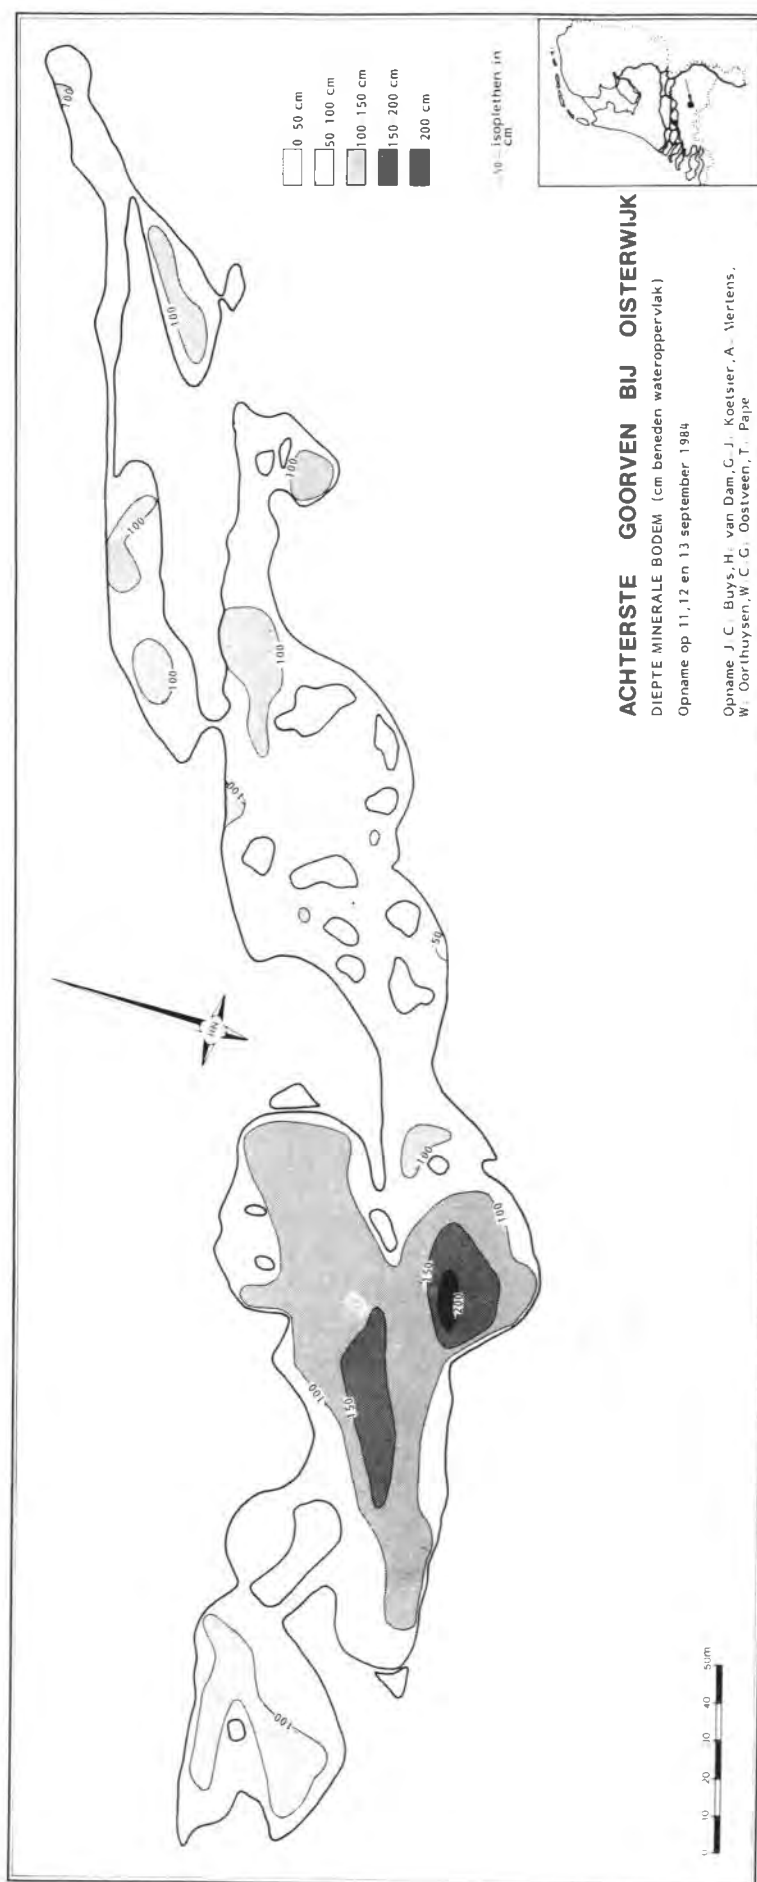 ACHTERSTE GOORVEN BIJ OISTERWIJK
DIEPTE MINERALE BODEM (cm beneden wateroppervlak)
Opname op 11,12 en 13 september 1984
Opname J.C. Buys, H. van Dam, G.J. Koetsier, A. Mertens,
W. Oorthuysen, W.C.G. Oostveen, T. Pape
0 50 cm
50 100 cm
100 150 cm
150 200 cm
200 cm
50 isoplethen in
cm
100
100
100
100
100
100
100
50
100
100
150
200
100
150
100
NN
0 10 20 30 40 50m